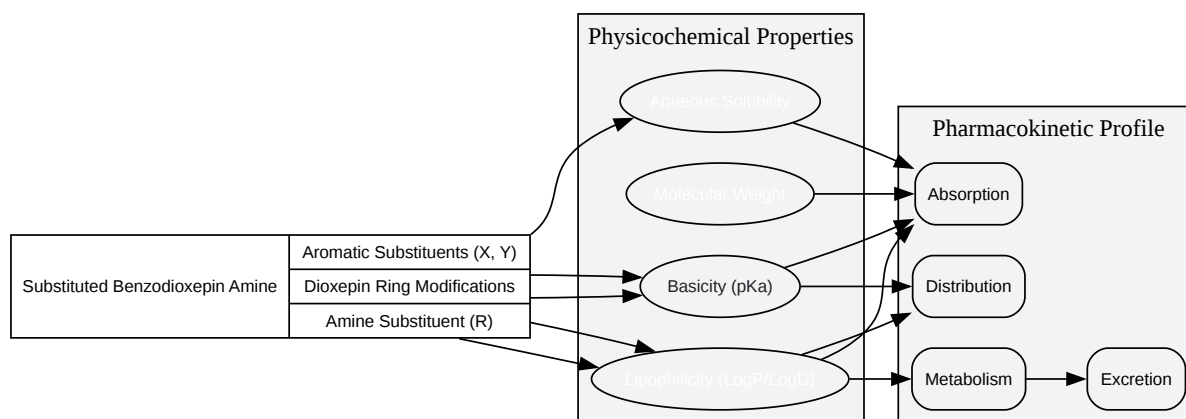 Physicochemical Properties
Aqueous Solubility
Molecular Weight
Basicity (pKa)
Lipophilicity (LogP/LogD)
Pharmacokinetic Profile
Absorption
Distribution
Metabolism
Excretion
Substituted Benzodioxepin Amine
Aromatic Substituents (X, Y)
Dioxepin Ring Modifications
Amine Substituent (R)